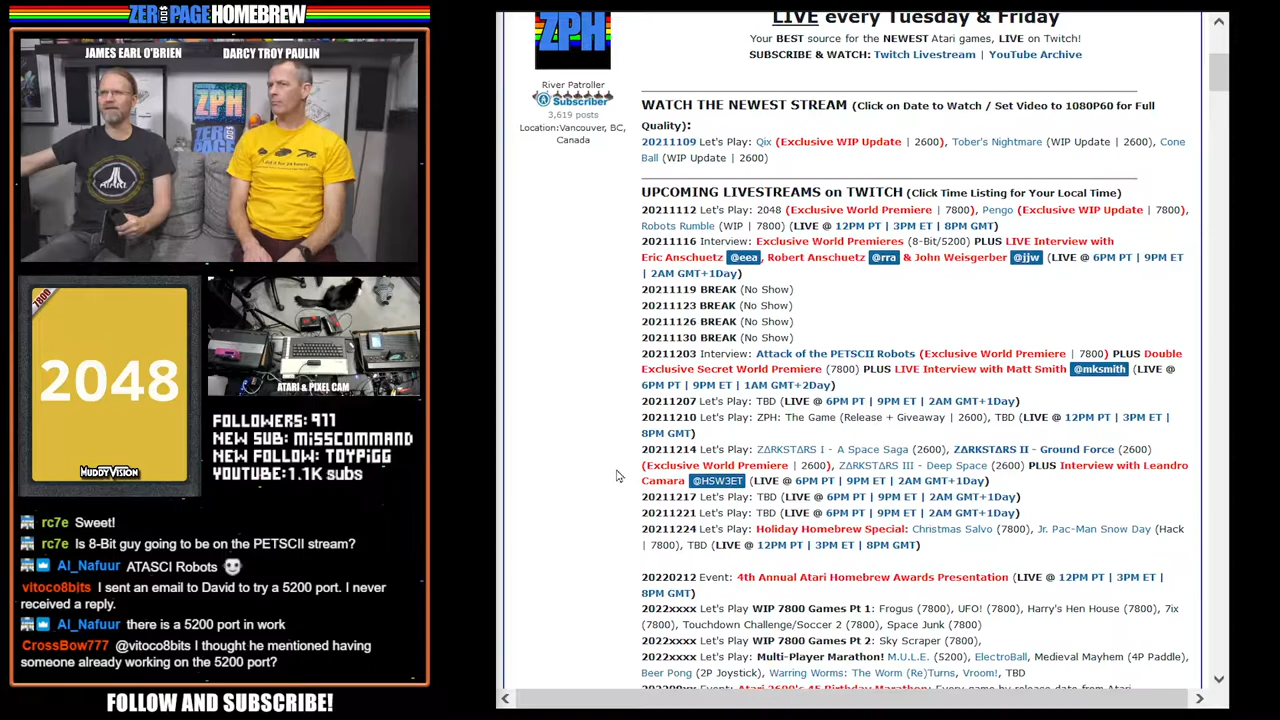 ZERO PAGE HOMEBREW
JAMES EARL O'BRIEN
DARCY TROY PAULIN
ZPH
ATARI
7800
2048
MUDDYVISION
ATARI & PIXEL CAM
FOLLOWERS: 911
NEW SUB: MISSCOMMAND
NEW FOLLOW: TOYPIGG
YOUTUBE:1.1K subs
rc7e Sweet!
rc7e Is 8-Bit guy going to be on the PETSCII stream?
Al_Nafuur ATASCI Robots
vitoco8bits I sent an email to David to try a 5200 port. I never
received a reply.
Al_Nafuur there is a 5200 port in work
CrossBow777 @vitoco8bits I thought he mentioned having
someone already working on the 5200 port?
FOLLOW AND SUBSCRIBE!
ZPH
River Patroller
Subscriber
3,619 posts
Location:Vancouver, BC,
Canada
LIVE every Tuesday & Friday
Your BEST source for the NEWEST Atari games, LIVE on Twitch!
SUBSCRIBE & WATCH: Twitch Livestream | YouTube Archive
WATCH THE NEWEST STREAM (Click on Date to Watch / Set Video to 1080P60 for Full
Quality):
20211109 Let's Play: Qix (Exclusive WIP Update | 2600), Tober's Nightmare (WIP Update | 2600), Cone
Ball (WIP Update | 2600)
UPCOMING LIVESTREAMS on TWITCH (Click Time Listing for Your Local Time)
20211112 Let's Play: 2048 (Exclusive World Premiere | 7800), Pengo (Exclusive WIP Update | 7800),
Robots Rumble (WIP | 7800) (LIVE @ 12PM PT | 3PM ET | 8PM GMT)
20211116 Interview: Exclusive World Premieres (8-Bit/5200) PLUS LIVE Interview with
Eric Anschuetz @eea, Robert Anschuetz @rra & John Weisgerber @jjw (LIVE @ 6PM PT | 9PM ET
| 2AM GMT+1Day)
20211119 BREAK (No Show)
20211123 BREAK (No Show)
20211126 BREAK (No Show)
20211130 BREAK (No Show)
20211203 Interview: Attack of the PETSCII Robots (Exclusive World Premiere | 7800) PLUS Double
Exclusive Secret World Premiere (7800) PLUS LIVE Interview with Matt Smith @mksmith (LIVE @
6PM PT | 9PM ET | 1AM GMT+2Day)
20211207 Let's Play: TBD (LIVE @ 6PM PT | 9PM ET | 2AM GMT+1Day)
20211210 Let's Play: ZPH: The Game (Release + Giveaway | 2600), TBD (LIVE @ 12PM PT | 3PM ET |
8PM GMT)
20211214 Let's Play: ZΔRKSTΔRS I - A Space Saga (2600), ZΔRKSTΔRS II - Ground Force (2600)
(Exclusive World Premiere | 2600), ZΔRKSTΔRS III - Deep Space (2600) PLUS Interview with Leandro
Camara @HSW3ET (LIVE @ 6PM PT | 9PM ET | 2AM GMT+1Day)
20211217 Let's Play: TBD (LIVE @ 6PM PT | 9PM ET | 2AM GMT+1Day)
20211221 Let's Play: TBD (LIVE @ 6PM PT | 9PM ET | 2AM GMT+1Day)
20211224 Let's Play: Holiday Homebrew Special: Christmas Salvo (7800), Jr. Pac-Man Snow Day (Hack
| 7800), TBD (LIVE @ 12PM PT | 3PM ET | 8PM GMT)
20220212 Event: 4th Annual Atari Homebrew Awards Presentation (LIVE @ 12PM PT | 3PM ET |
8PM GMT)
2022xxxx Let's Play WIP 7800 Games Pt 1: Frogus (7800), UFO! (7800), Harry's Hen House (7800), 7ix
(7800), Touchdown Challenge/Soccer 2 (7800), Space Junk (7800)
2022xxxx Let's Play WIP 7800 Games Pt 2: Sky Scraper (7800),
2022xxxx Let's Play: Multi-Player Marathon! M.U.L.E. (5200), ElectroBall, Medieval Mayhem (4P Paddle),
Beer Pong (2P Joystick), Warring Worms: The Worm (Re)Turns, Vroom!, TBD
202209xx Event: Atari 2600's 45 Birthday Marathon: Every game by release date from Atari